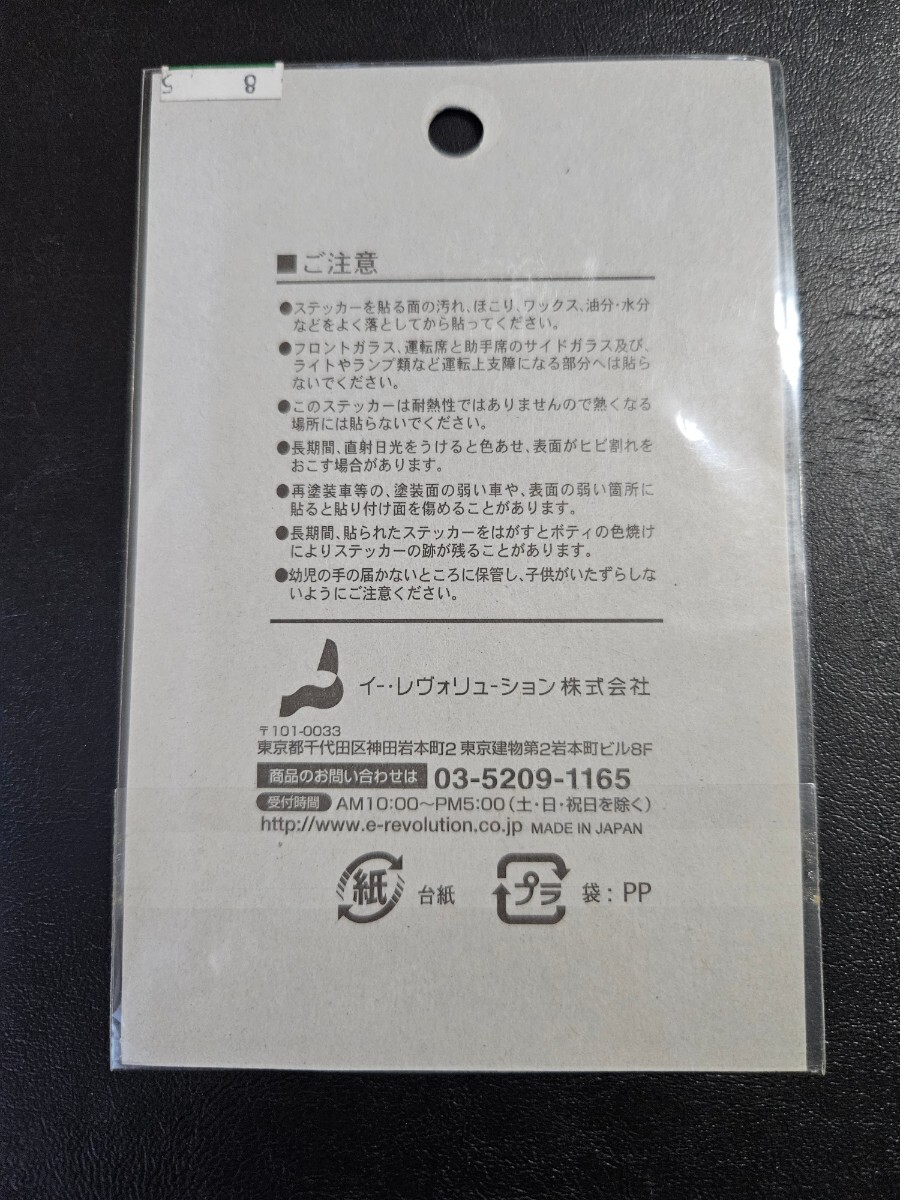 8 5
■ご注意
●ステッカーを貼る面の汚れ、ほこり、ワックス、油分・水分
などをよく落としてから貼ってください。
●フロントガラス、運転席と助手席のサイドガラス及び、
ライトやランプ類など運転上支障になる部分へは貼ら
ないでください。
●このステッカーは耐熱性ではありませんので熱くなる
場所には貼らないでください。
●長期間、直射日光をうけると色あせ、表面がヒビ割れを
おこす場合があります。
●再塗装車等の、塗装面の弱い車や、表面の弱い箇所に
貼ると貼り付け面を傷めることがあります。
●長期間、貼られたステッカーをはがすとボディの色焼け
によりステッカーの跡が残ることがあります。
●幼児の手の届かないところに保管し、子供がいたずらしな
いようにご注意ください。
イー・レヴォリューション株式会社
〒101-0033
東京都千代田区神田岩本町2 東京建物第2岩本町ビル8F
商品のお問い合わせは 03-5209-1165
受付時間 AM10:00～PM5:00（土・日・祝日を除く）
http://www.e-revolution.co.jp MADE IN JAPAN
紙 台紙 プラ 袋：PP